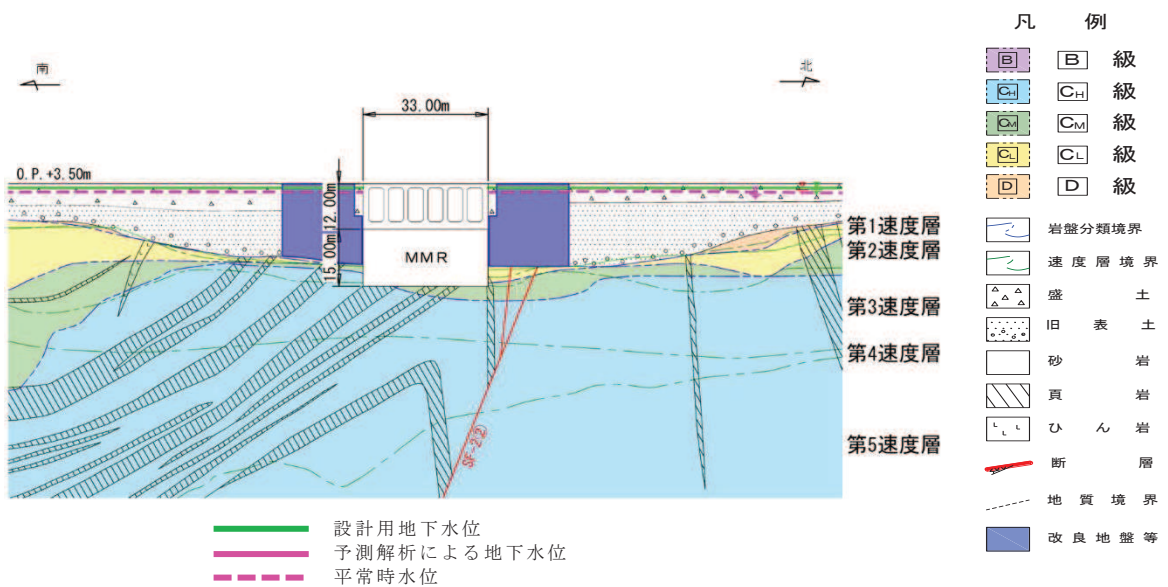 南
北
33.00m
O.P.+3.50m
12.00m
15.00m
MMR
SF-2②
第1速度層
第2速度層
第3速度層
第4速度層
第5速度層
設計用地下水位
予測解析による地下水位
平常時水位
凡 例
B B 級
CH CH 級
CM CM 級
CL CL 級
D D 級
岩盤分類境界
速度層境界
盛 土
旧 表 土
砂 岩
頁 岩
ひ ん 岩
断 層
地 質 境 界
改 良 地 盤 等